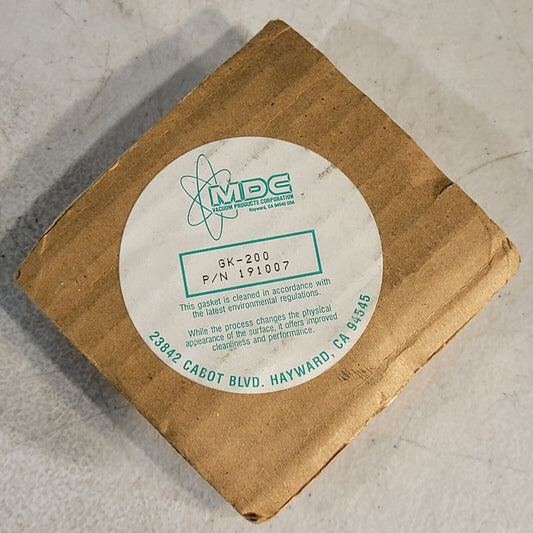 MDC
VACUUM PRODUCTS CORPORATION
Hayward, CA 94545 USA
GK-200
P/N 191007
This gasket is cleaned in accordance with
the latest environmental regulations.
While the process changes the physical
appearance of the surface, it offers improved
cleanliness and performance.
23842 CABOT BLVD. HAYWARD, CA 94545